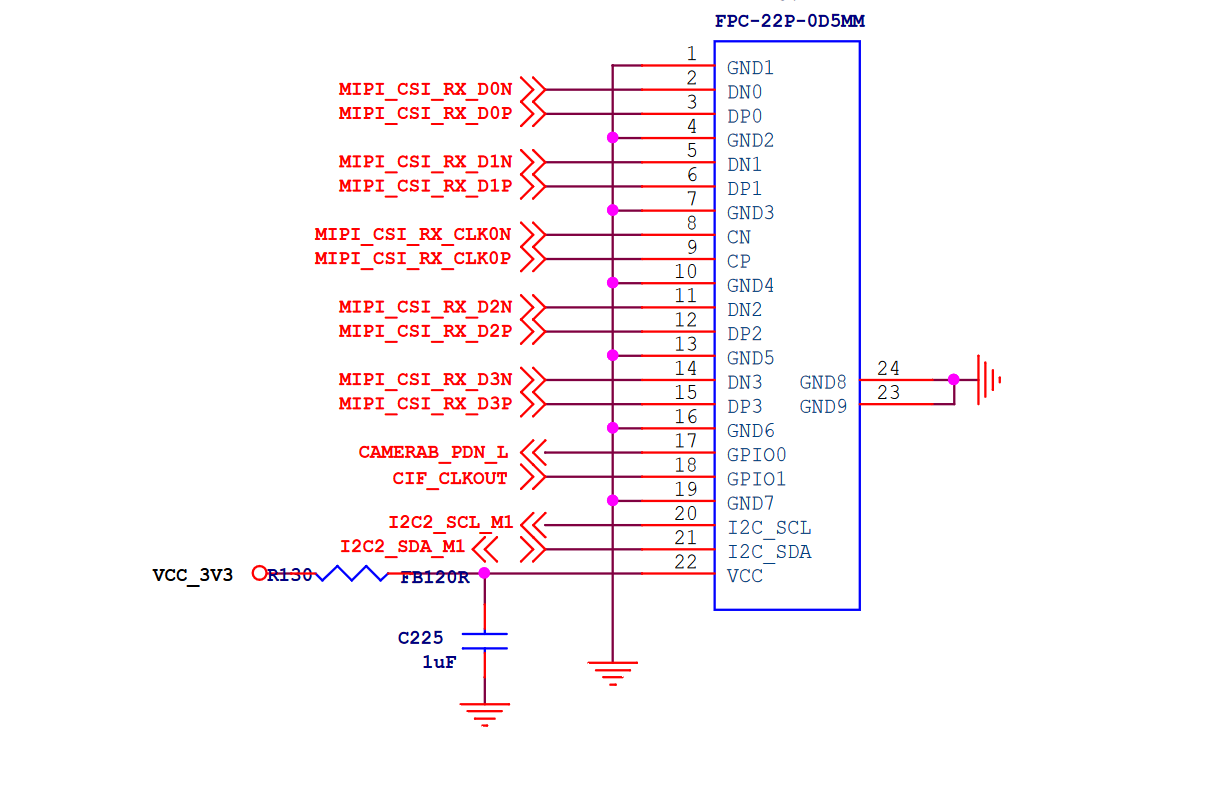 FPC-22P-0D5MM
1 GND1
MIPI_CSI_RX_D0N 2 DN0
MIPI_CSI_RX_D0P 3 DP0
4 GND2
MIPI_CSI_RX_D1N 5 DN1
MIPI_CSI_RX_D1P 6 DP1
7 GND3
MIPI_CSI_RX_CLK0N 8 CN
MIPI_CSI_RX_CLK0P 9 CP
10 GND4
MIPI_CSI_RX_D2N 11 DN2
MIPI_CSI_RX_D2P 12 DP2
13 GND5
MIPI_CSI_RX_D3N 14 DN3 GND8 24
MIPI_CSI_RX_D3P 15 DP3 GND9 23
16 GND6
CAMERAB_PDN_L 17 GPIO0
CIF_CLKOUT 18 GPIO1
19 GND7
I2C2_SCL_M1 20 I2C_SCL
I2C2_SDA_M1 21 I2C_SDA
VCC_3V3 R130 FB120R 22 VCC
C225
1uF